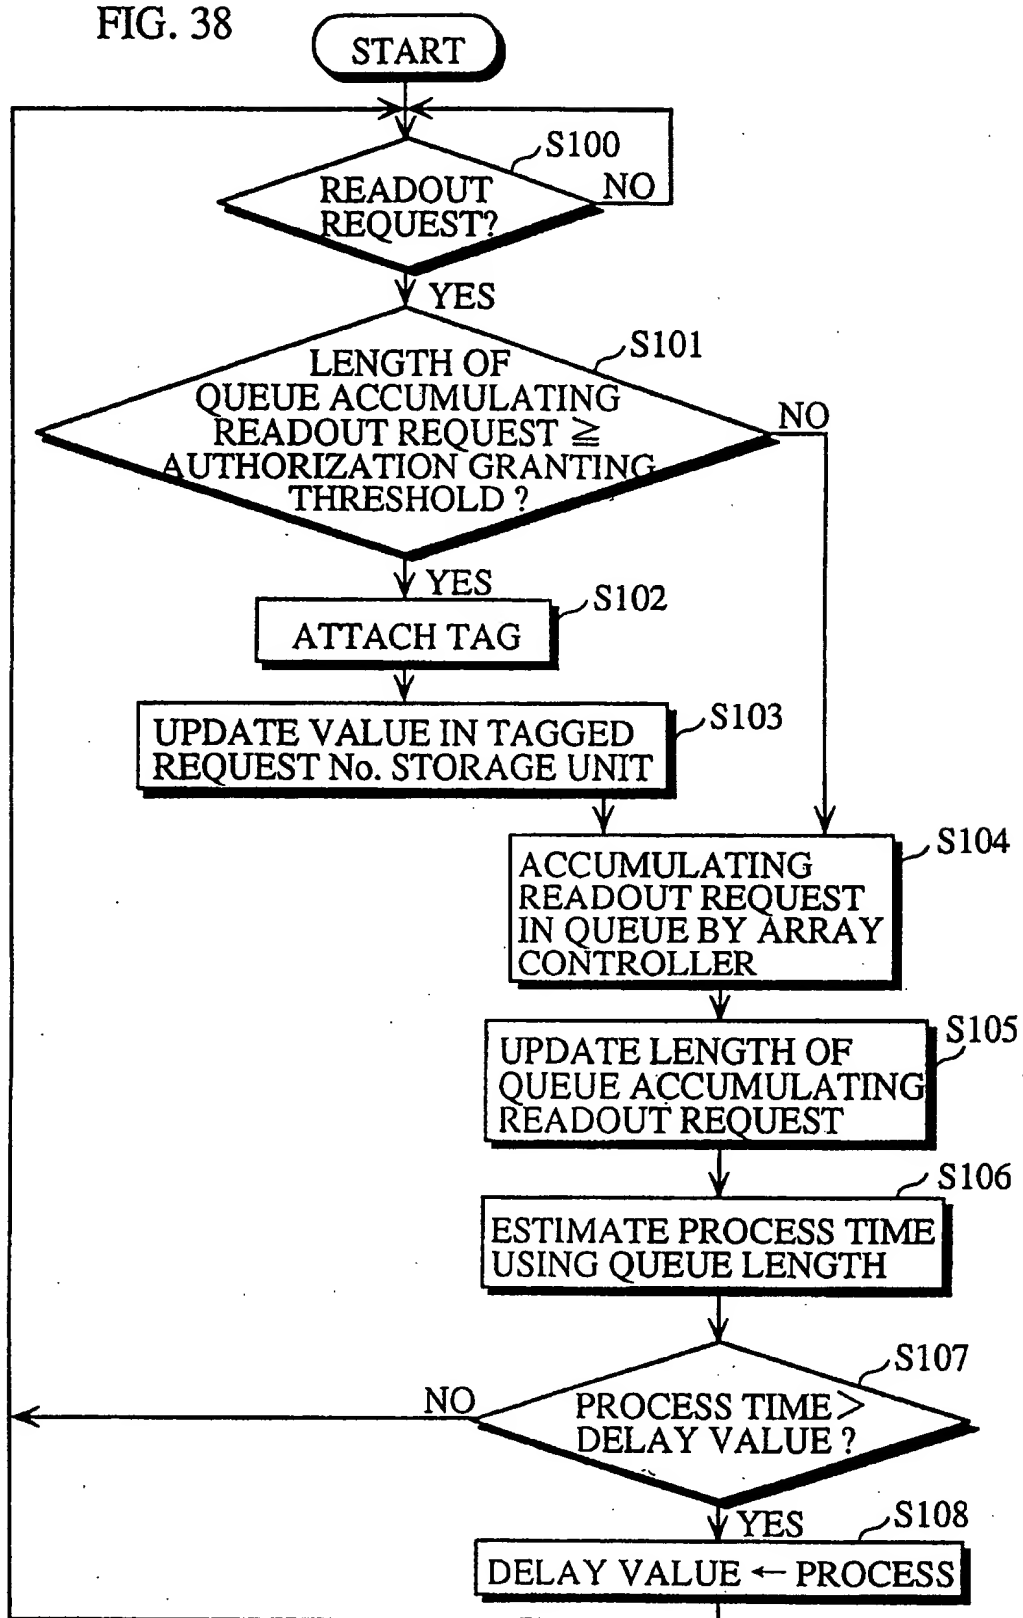 FIG. 38
START
S100
READOUT
REQUEST?
NO
YES
S101
LENGTH OF
QUEUE ACCUMULATING
READOUT REQUEST ≧
AUTHORIZATION GRANTING
THRESHOLD ?
NO
YES
S102
ATTACH TAG
S103
UPDATE VALUE IN TAGGED
REQUEST No. STORAGE UNIT
S104
ACCUMULATING
READOUT REQUEST
IN QUEUE BY ARRAY
CONTROLLER
S105
UPDATE LENGTH OF
QUEUE ACCUMULATING
READOUT REQUEST
S106
ESTIMATE PROCESS TIME
USING QUEUE LENGTH
S107
NO
PROCESS TIME >
DELAY VALUE ?
YES
S108
DELAY VALUE ← PROCESS